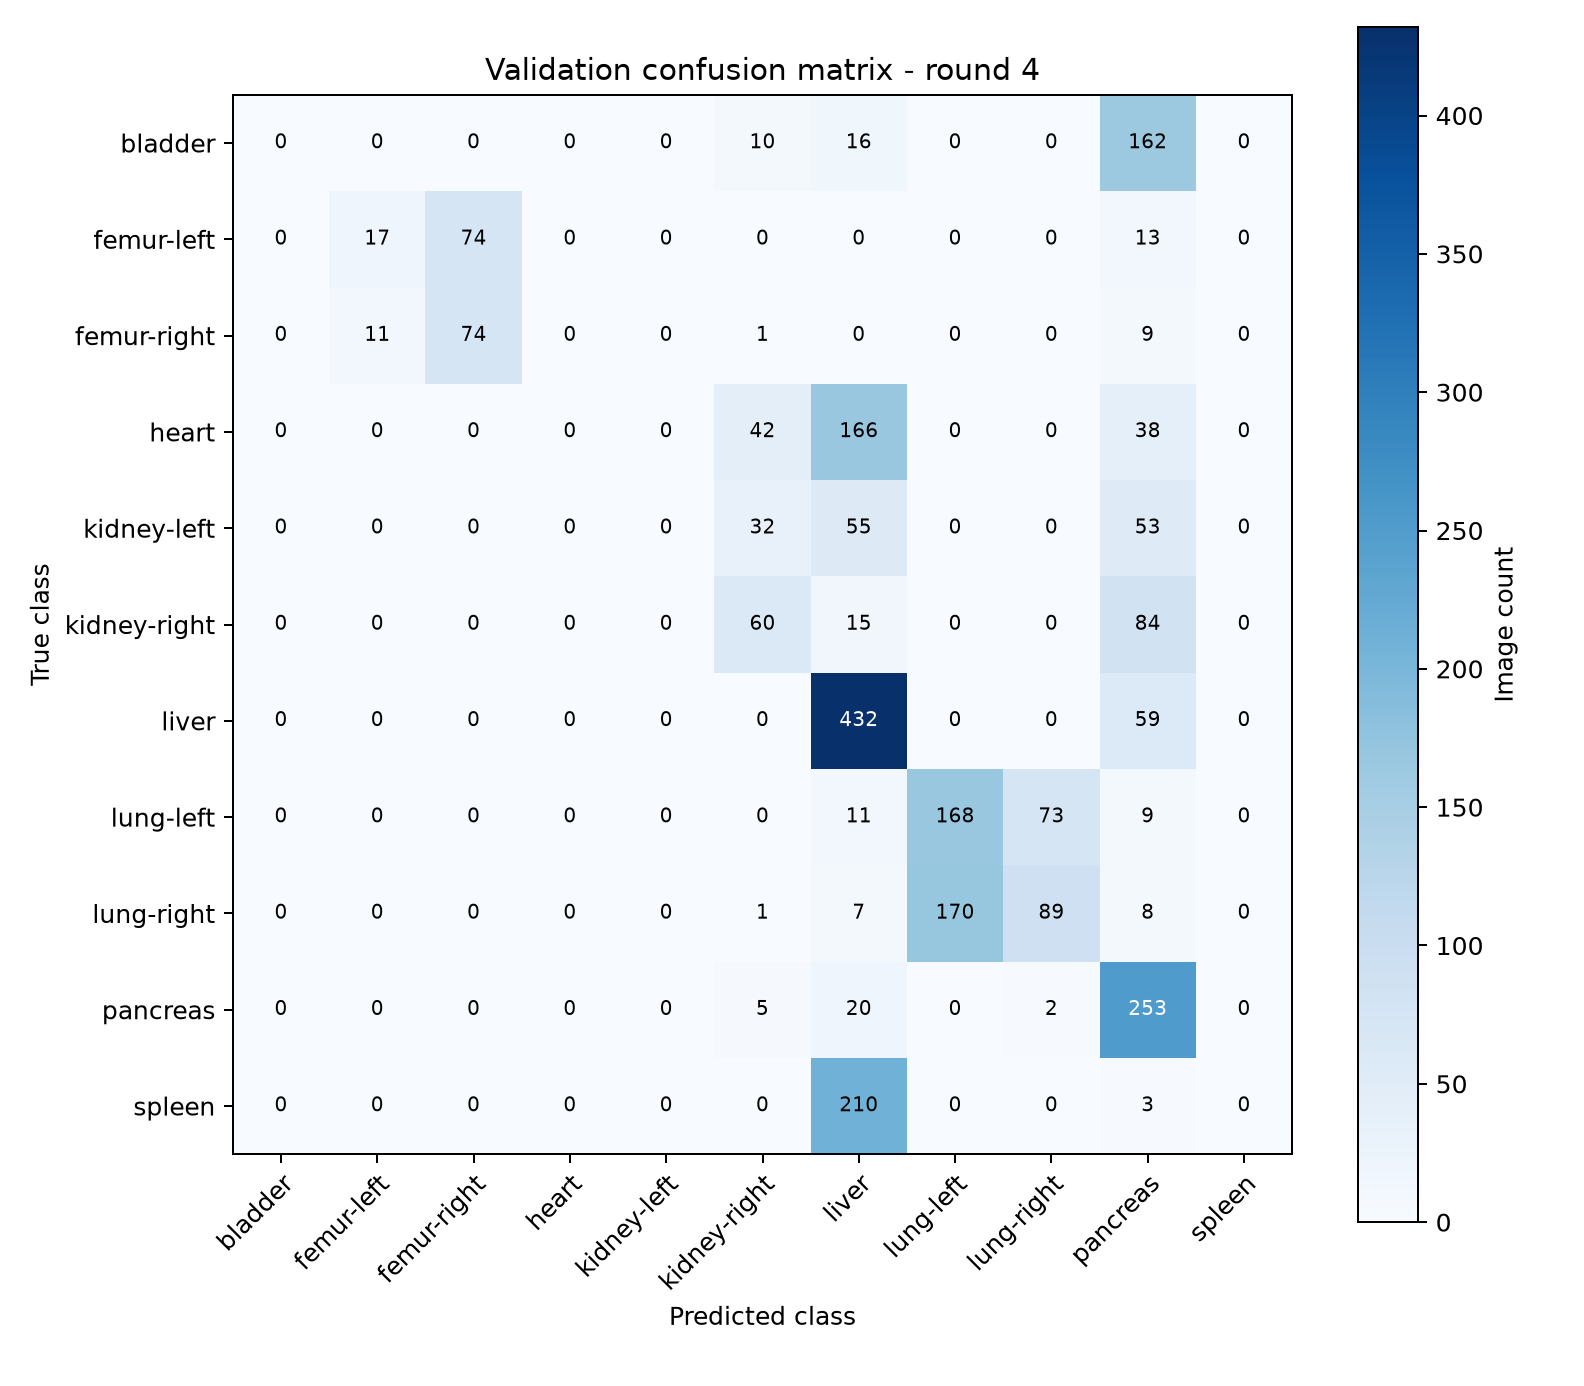 Validation confusion matrix - round 4
bladder 0 0 0 0 0 10 16 0 0 162 0
femur-left 0 17 74 0 0 0 0 0 0 13 0
femur-right 0 11 74 0 0 1 0 0 0 9 0
heart 0 0 0 0 0 42 166 0 0 38 0
kidney-left 0 0 0 0 0 32 55 0 0 53 0
kidney-right 0 0 0 0 0 60 15 0 0 84 0
liver 0 0 0 0 0 0 432 0 0 59 0
lung-left 0 0 0 0 0 0 11 168 73 9 0
lung-right 0 0 0 0 0 1 7 170 89 8 0
pancreas 0 0 0 0 0 5 20 0 2 253 0
spleen 0 0 0 0 0 0 210 0 0 3 0
True class
bladder femur-left femur-right heart kidney-left kidney-right liver lung-left lung-right pancreas spleen
Predicted class
400
350
300
250
200
150
100
50
0
Image count